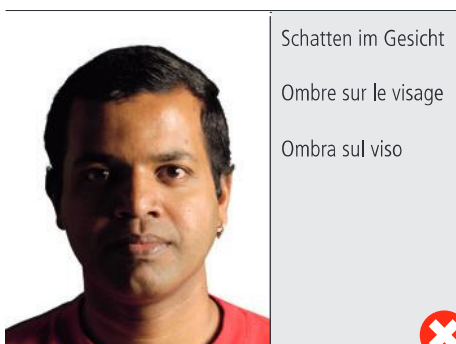 Schatten im Gesicht
Ombre sur le visage
Ombra sul viso